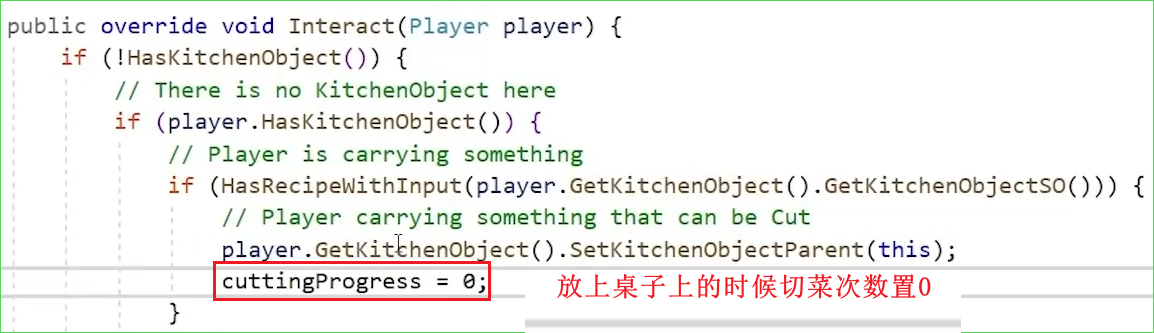 public override void Interact(Player player) {
if (!HasKitchenObject()) {
// There is no KitchenObject here
if (player.HasKitchenObject()) {
// Player is carrying something
if (HasRecipeWithInput(player.GetKitchenObject().GetKitchenObjectSO())) {
// Player carrying something that can be Cut
player.GetKitchenObject().SetKitchenObjectParent(this);
cuttingProgress = 0; 放上桌子上的时候切菜次数置0
}